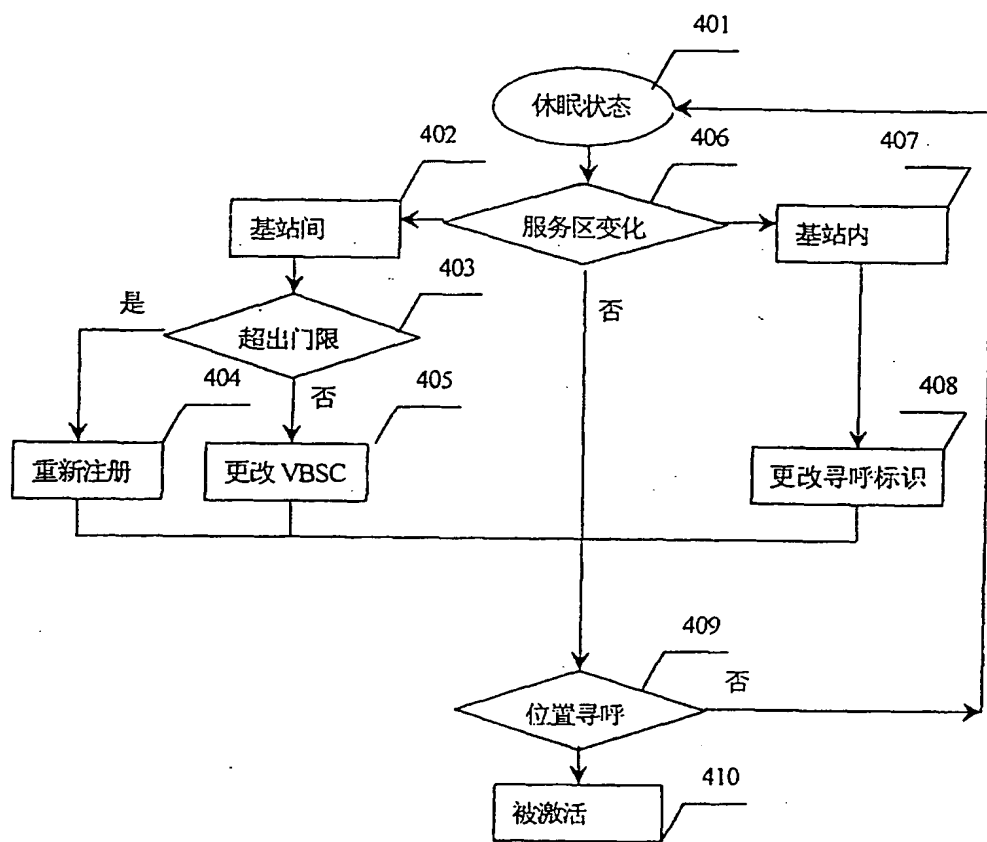 401
休眠状态
402
406
407
基站间
服务区变化
基站内
403
是
超出门限
否
404
否
405
408
重新注册
更改 VBSC
更改寻呼标识
409
否
位置寻呼
410
被激活